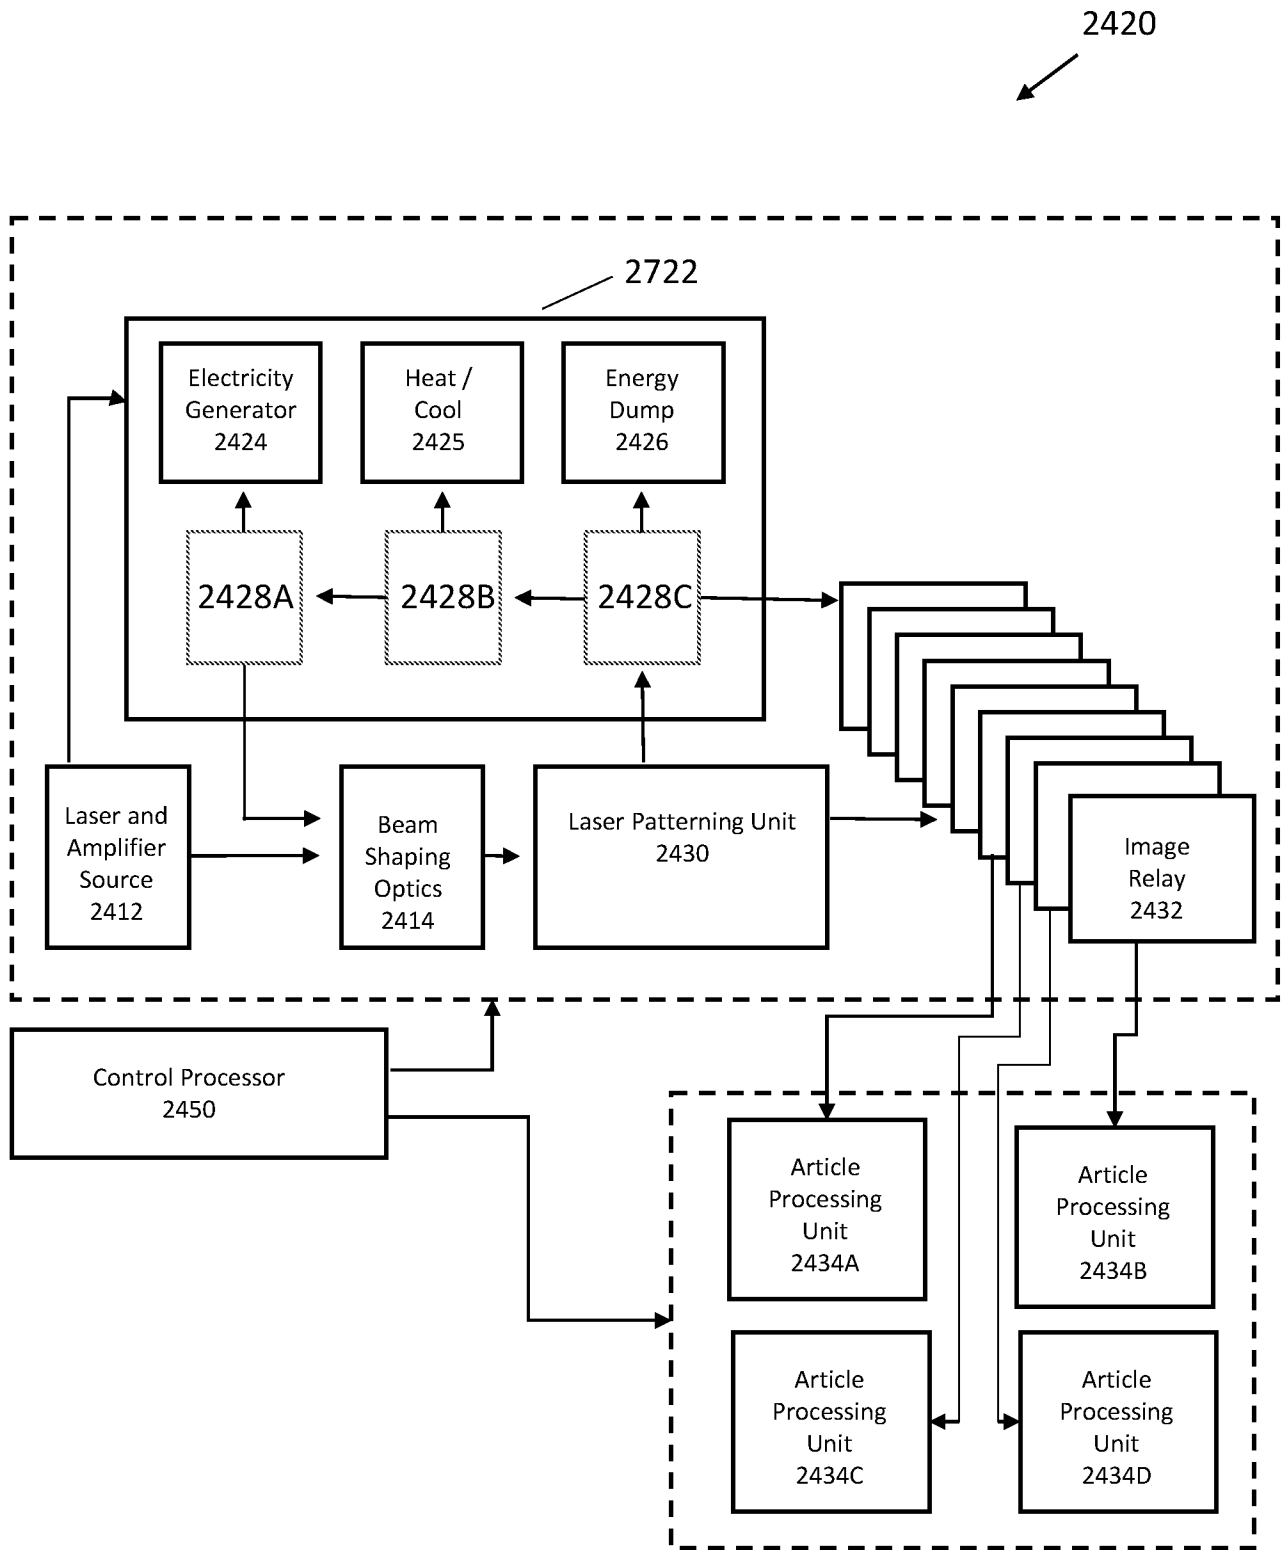 2420
2722
Electricity
Generator
2424
Heat /
Cool
2425
Energy
Dump
2426
2428A
2428B
2428C
Laser and
Amplifier
Source
2412
Beam
Shaping
Optics
2414
Laser Patterning Unit
2430
Image
Relay
2432
Control Processor
2450
Article
Processing
Unit
2434A
Article
Processing
Unit
2434B
Article
Processing
Unit
2434C
Article
Processing
Unit
2434D